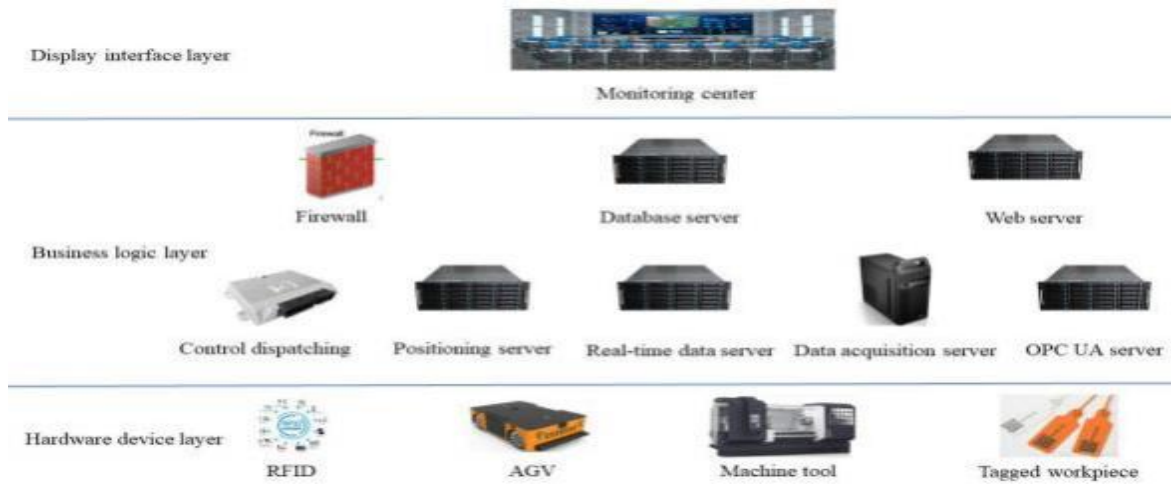 Display interface layer
Monitoring center
Firewall
Firewall
Database server
Web server
Business logic layer
Control dispatching
Positioning server
Real-time data server
Data acquisition server
OPC UA server
Hardware device layer
RFID
AGV
Machine tool
Tagged workpiece